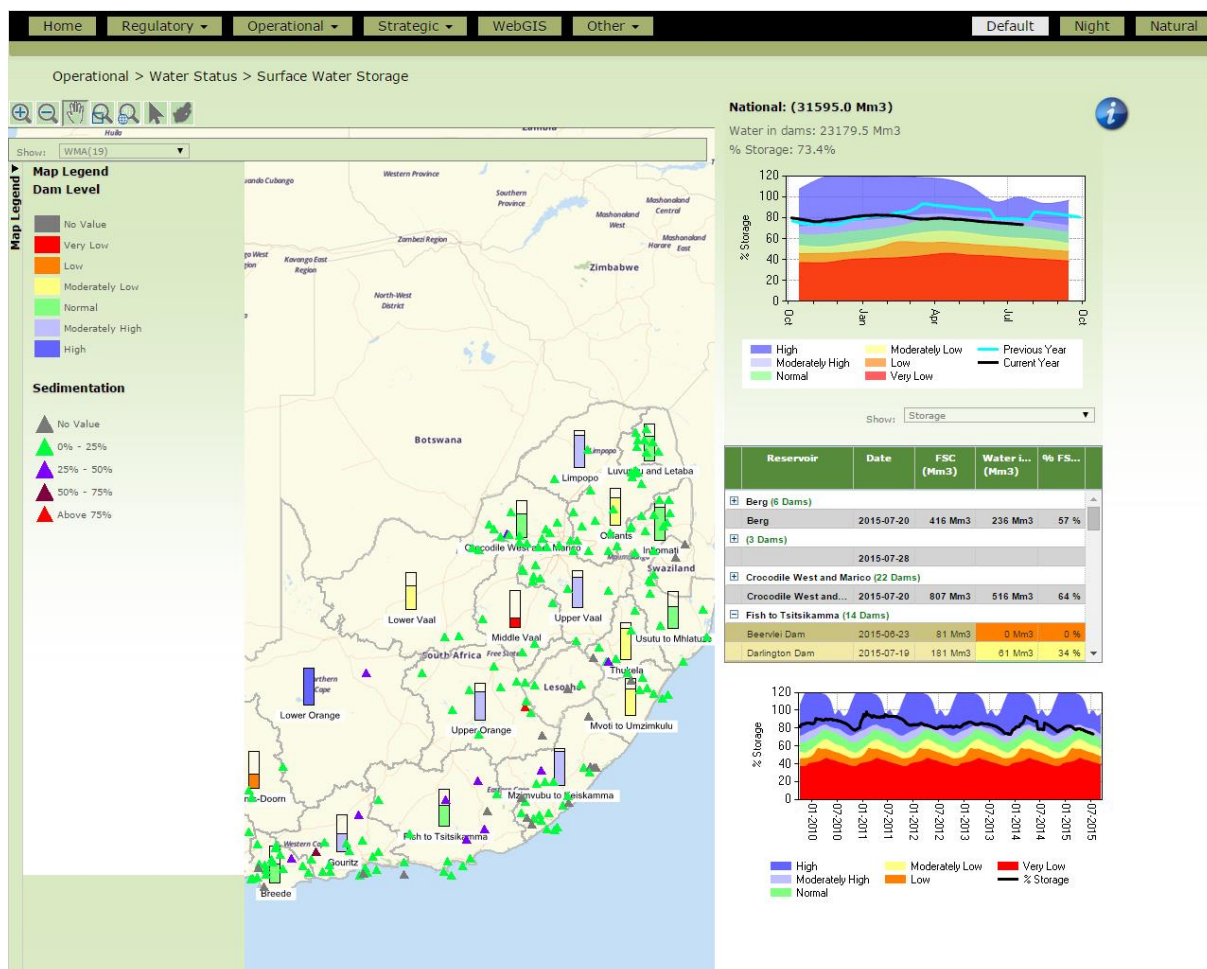 Home Regulatory Operational Strategic WebGIS Other Default Night Natural
Operational > Water Status > Surface Water Storage
Huila
Show: WMA(19)
Map Legend
Map Legend
Dam Level
No Value
Very Low
Low
Moderately Low
Normal
Moderately High
High
Sedimentation
No Value
0% - 25%
25% - 50%
50% - 75%
Above 75%
Western Province
Southern
Province
Mashonaland
Central
Mashonaland
West
Mashonaland
East
Harare
Zambezi Region
Kavango East
Region
Zimbabwe
North-West
District
Botswana
Limpopo
Limpopo
Luvuvhu and Letaba
Olifants
Crocodile West and Marico
Inkomati
Swaziland
Lower Vaal
Middle Vaal
Upper Vaal
Usutu to Mhlatuze
South Africa
Free State
Thukela
Lesotho
Northern
Cape
Lower Orange
Upper Orange
Mvoti to Umzimkulu
Eastern Cape
Mzimvubu to Keiskamma
Fish to Tsitsikamma
Western Cape
Gouritz
Breede
National: (31595.0 Mm3)
Water in dams: 23179.5 Mm3
% Storage: 73.4%
% Storage
120
100
80
60
40
20
0
Oct Jan Apr Jul Oct
High Moderately Low Previous Year
Moderately High Low Current Year
Normal Very Low
Show: Storage
Reservoir Date FSC (Mm3) Water i... (Mm3) % FS...
Berg (6 Dams)
Berg 2015-07-20 416 Mm3 236 Mm3 57 %
(3 Dams)
2015-07-28
Crocodile West and Marico (22 Dams)
Crocodile West and... 2015-07-20 807 Mm3 516 Mm3 64 %
Fish to Tsitsikamma (14 Dams)
Beervlei Dam 2015-06-23 81 Mm3 0 Mm3 0 %
Darlington Dam 2015-07-19 181 Mm3 61 Mm3 34 %
% Storage
120
100
80
60
40
20
0
01-2010 07-2010 01-2011 07-2011 01-2012 07-2012 01-2013 07-2013 01-2014 07-2014 01-2015 07-2015
High Moderately Low Very Low
Moderately High Low % Storage
Normal